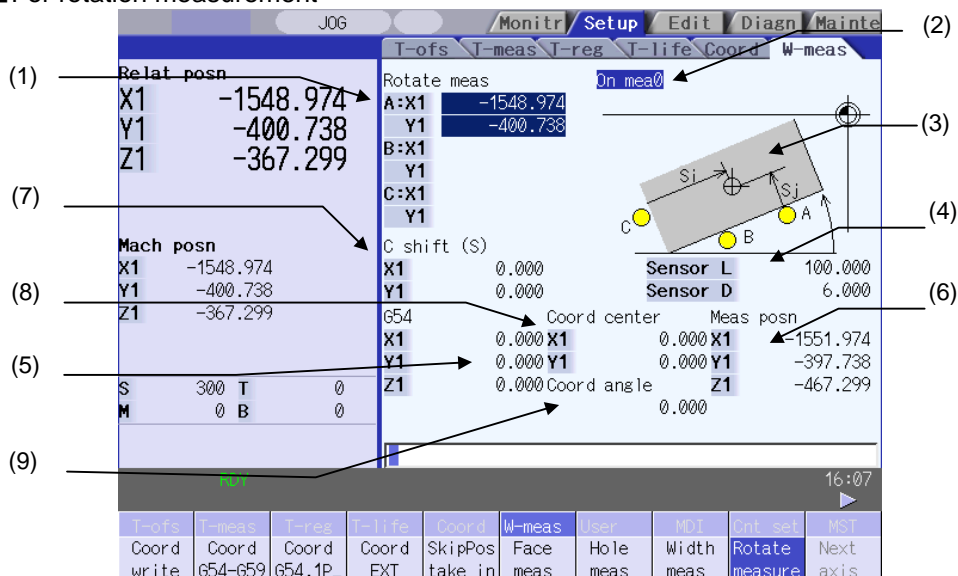 For rotation measurement
JOG Monitr Setup Edit Diagn Mainte
T-ofs T-meas T-reg T-life Coord W-meas
(1)
(2)
Relat posn
X1 -1548.974
Y1 -400.738
Z1 -367.299
Rotate meas On mea0
A:X1 -1548.974
Y1 -400.738
B:X1
Y1
C:X1
Y1
(3)
Si
Sj
A
B
C
(7)
(4)
Mach posn
X1 -1548.974
Y1 -400.738
Z1 -367.299
C shift (S)
X1 0.000 Sensor L 100.000
Y1 0.000 Sensor D 6.000
(8)
(6)
G54 Coord center Meas posn
X1 0.000 X1 0.000 X1 -1551.974
Y1 0.000 Y1 0.000 Y1 -397.738
Z1 0.000 Coord angle Z1 -467.299
0.000
(5)
S 300 T 0
M 0 B 0
(9)
RDY 16:07
T-ofs T-meas T-reg T-life Coord W-meas User MDI Cnt set MST
Coord Coord Coord Coord SkipPos Face Hole Width Rotate Next
write G54-G59 G54.1P_ EXT take in meas meas meas measure axis